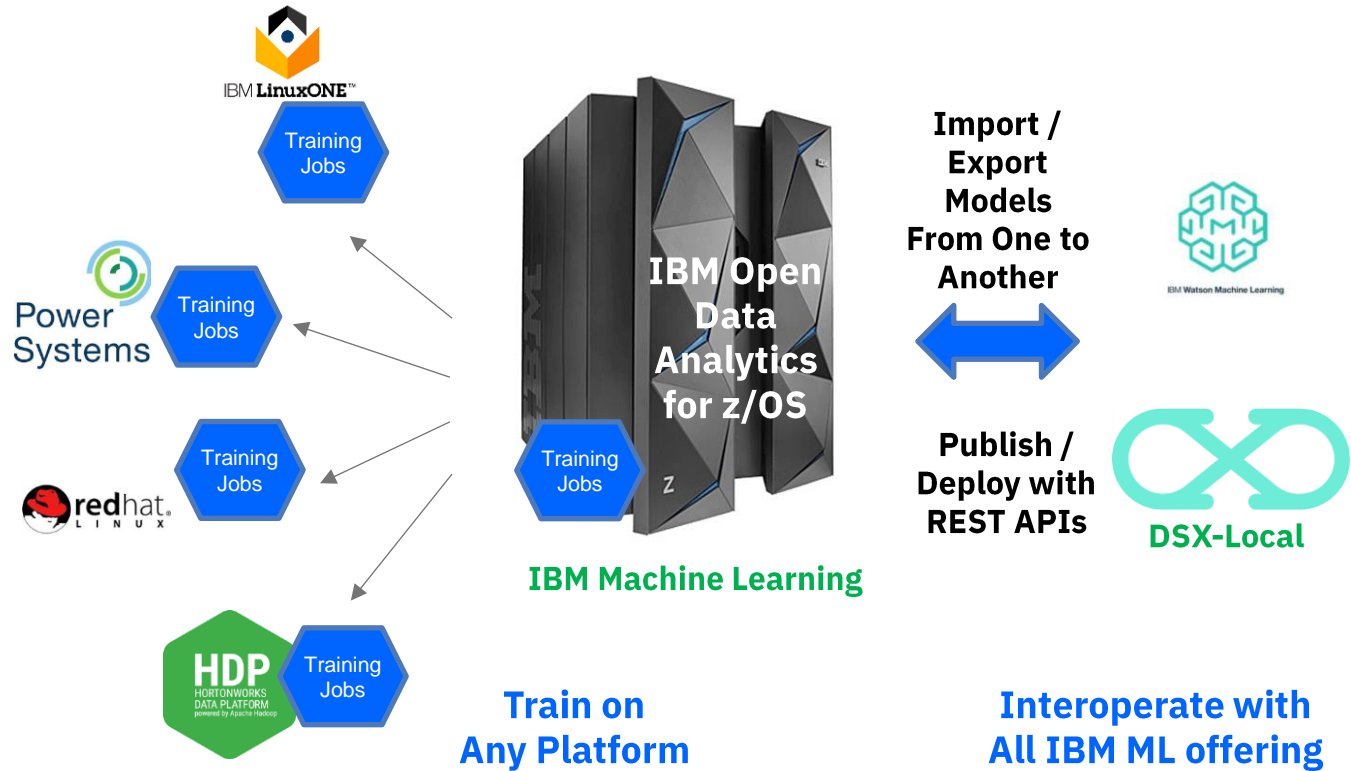 IBM LinuxONE™
Training
Jobs
Power
Systems
Training
Jobs
Training
Jobs
redhat®
LINUX
HDP
HORTONWORKS
DATA PLATFORM
powered by Apache Hadoop
Training
Jobs
IBM
IBM
IBM
IBM Open
Data
Analytics
for z/OS
Training
Jobs
Z
IBM Machine Learning
Import /
Export
Models
From One to
Another
Publish /
Deploy with
REST APIs
IBM Watson Machine Learning
DSX-Local
Train on
Any Platform
Interoperate with
All IBM ML offering